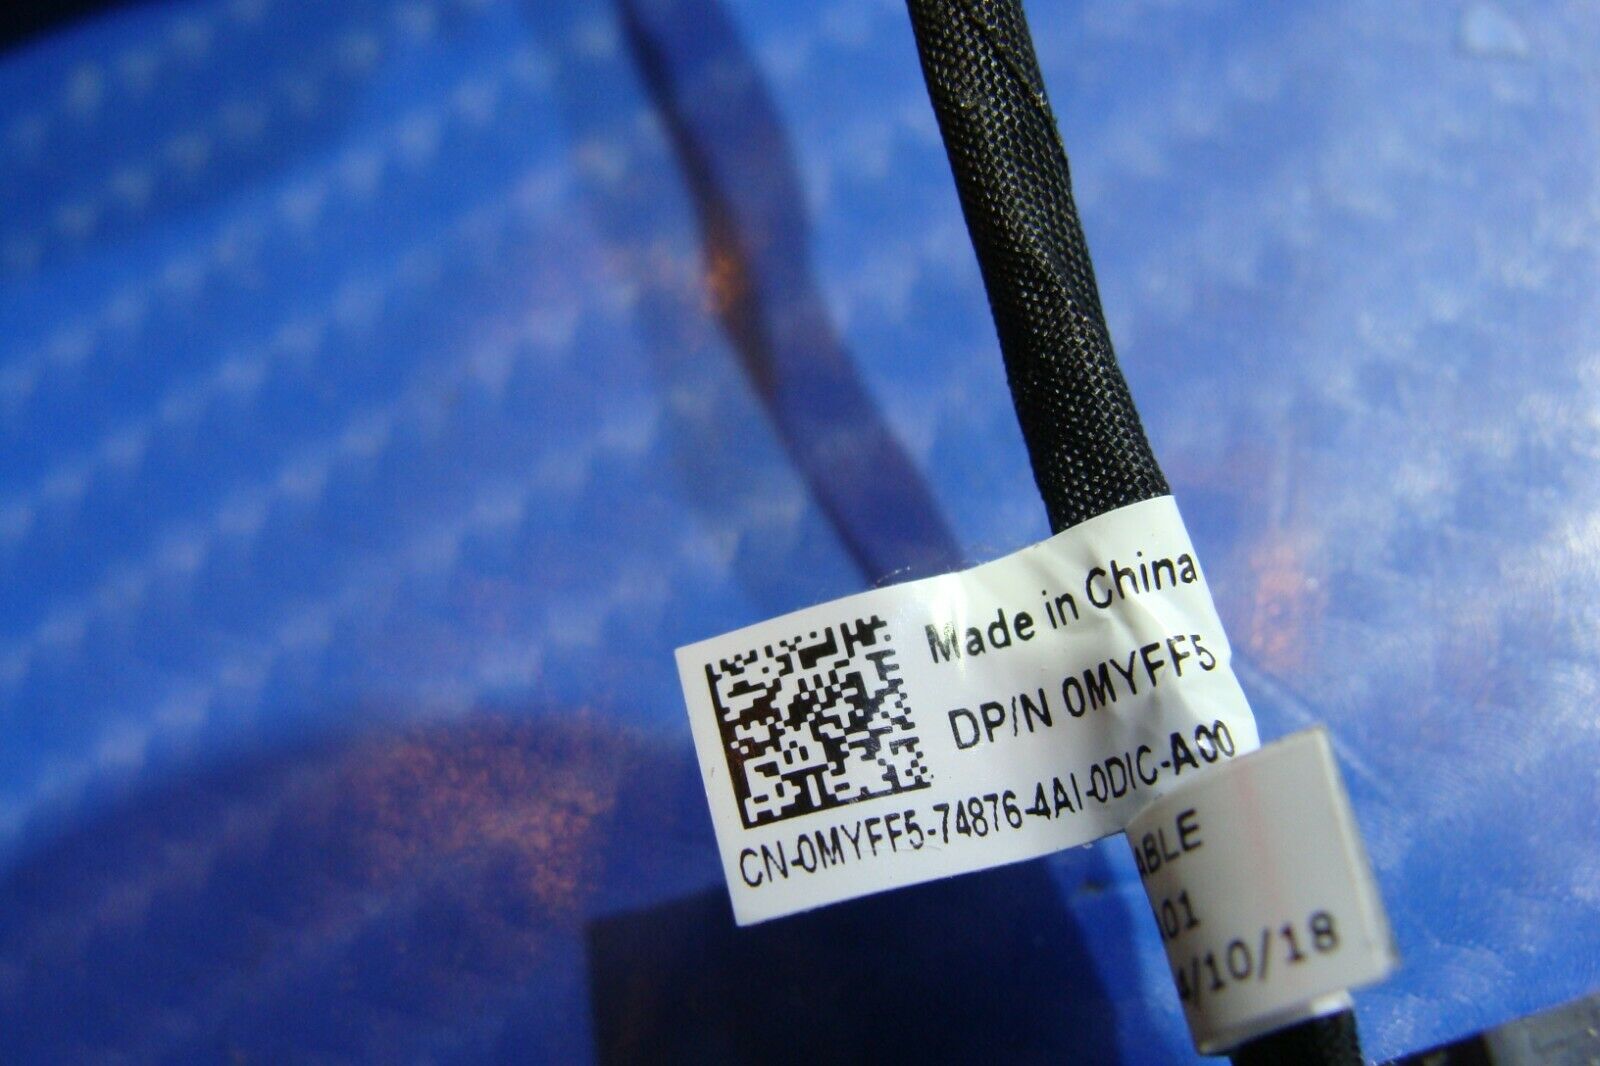 Made in China
DP/N 0MYFF5
CN-0MYFF5-74876-4AI-0DIC-A00
ABLE
01
/10/18